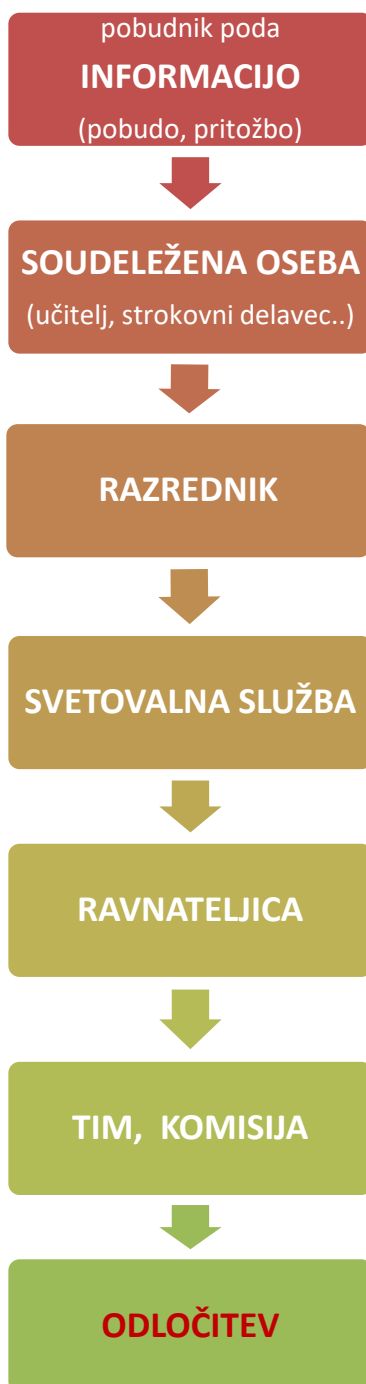 pobudnik poda
INFORMACIJO
(pobudo, pritožbo)
SOUDELEŽENA OSEBA
(učitelj, strokovni delavec..)
RAZREDNIK
SVETOVALNA SLUŽBA
RAVNATELJICA
TIM, KOMISIJA
ODLOČITEV